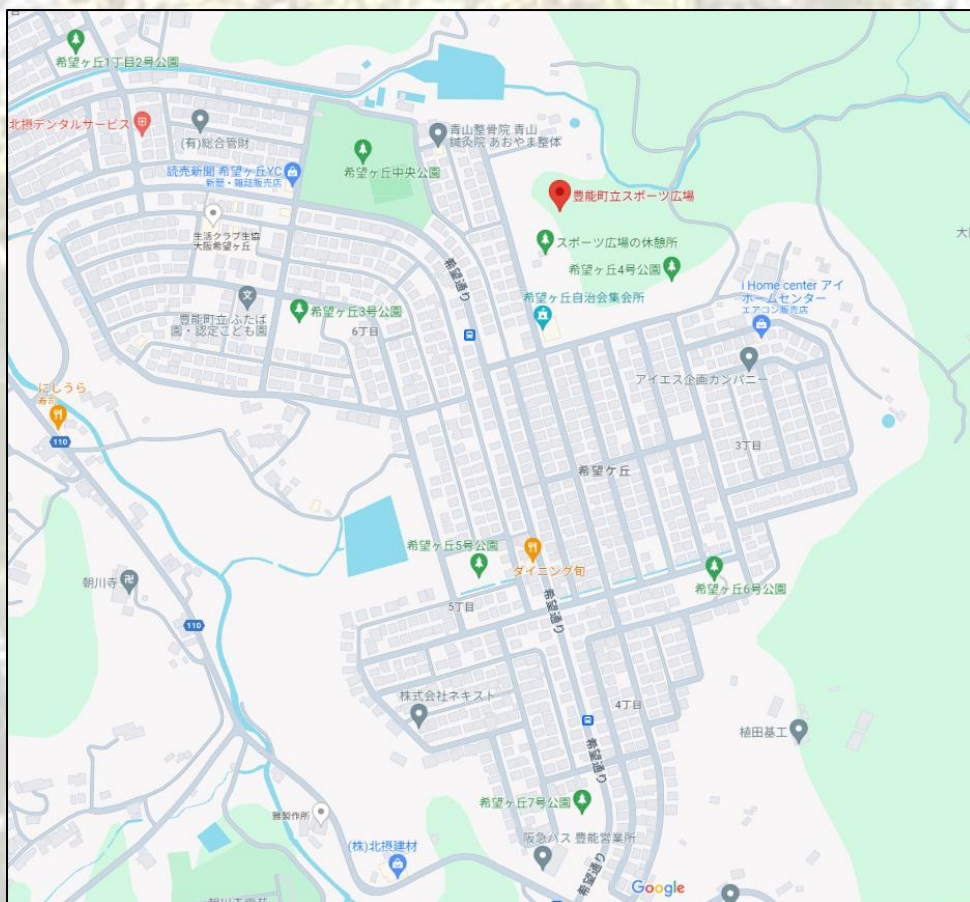 希望ヶ丘1丁目2号公園
北摂デンタルサービス
(有)総合管財
読売新聞 希望ヶ丘YC
新聞・雑誌販売店
希望ヶ丘中央公園
青山整骨院 青山
鍼灸院 あおやま整体
豊能町立スポーツ広場
生活クラブ生協
大阪希望ヶ丘
スポーツ広場の休憩所
希望ヶ丘4号公園
希望通り
i Home center アイ
ホームセンター
エアコン販売店
希望ヶ丘自治会集会所
豊能町立 ふたば
園・認定こども園
希望ヶ丘3号公園
6丁目
アイエス企画カンパニー
にしうら
寿司
110
3丁目
希望ケ丘
希望ヶ丘5号公園
ダイニング旬
朝川寺
希望ヶ丘6号公園
5丁目
希望通り
110
株式会社ネキスト
4丁目
植田基工
希望通り
希望ヶ丘7号公園
阪急バス 豊能営業所
(株)北摂建材
希望通り
Google